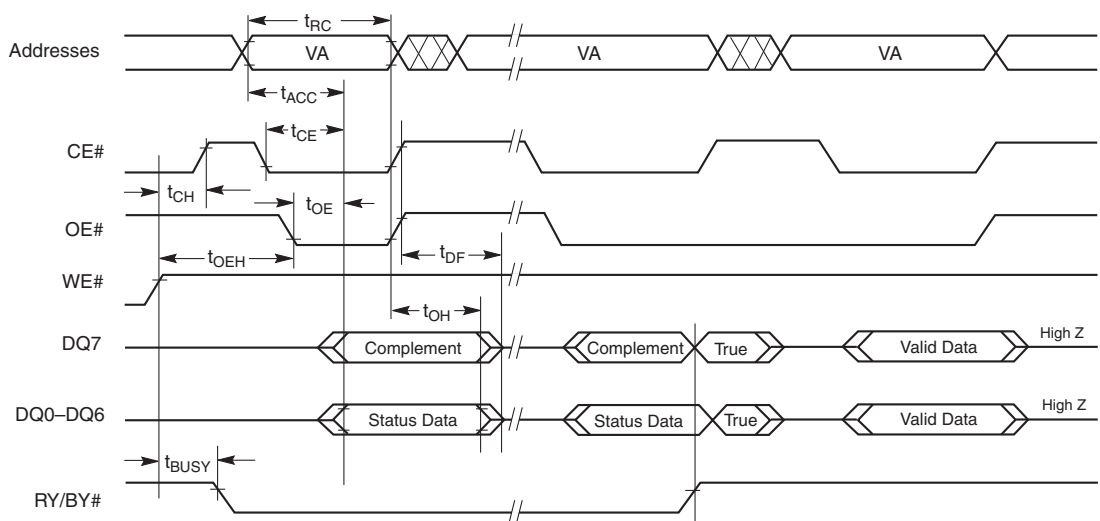 tRC
Addresses VA VA VA
tACC
tCE
CE#
tCH tOE
OE#
tOEH tDF
WE#
tOH
DQ7 Complement Complement True Valid Data High Z
DQ0–DQ6 Status Data Status Data True Valid Data High Z
tBUSY
RY/BY#